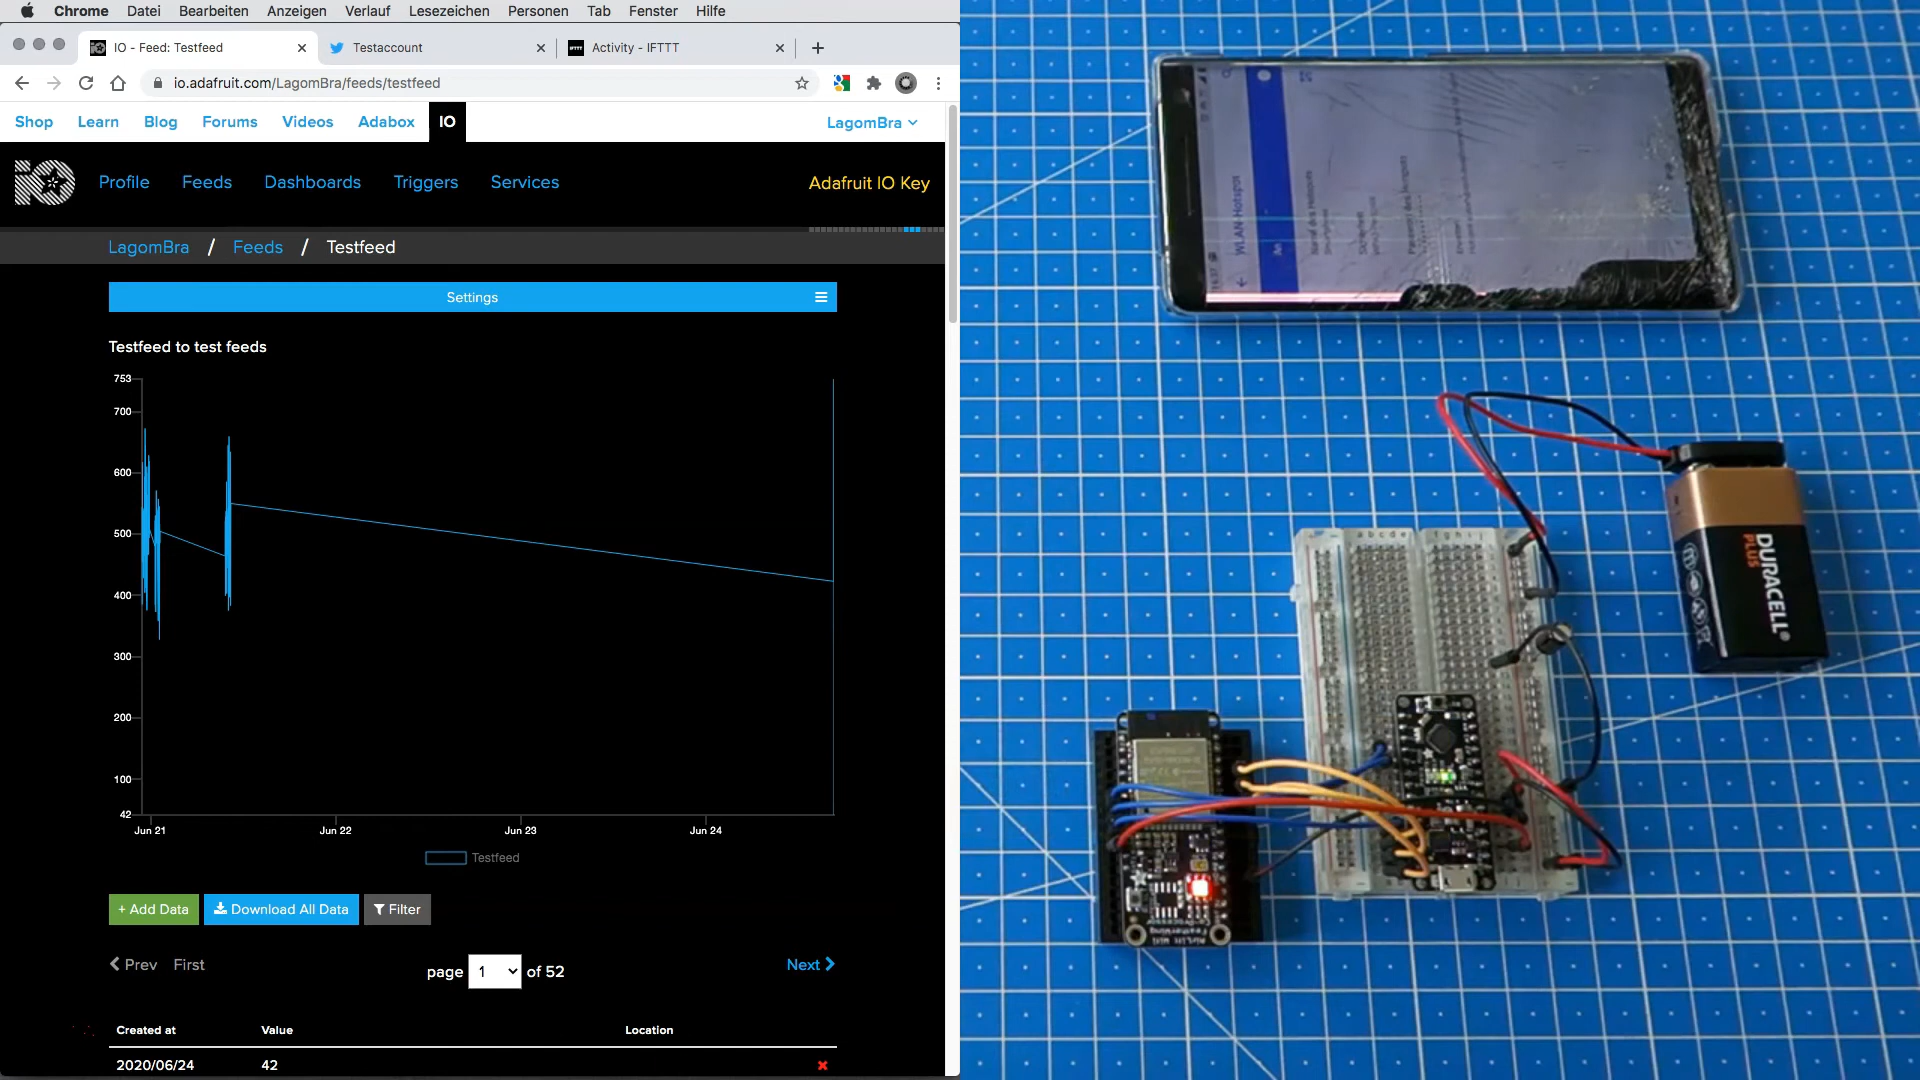 Chrome Datei Bearbeiten Anzeigen Verlauf Lesezeichen Personen Tab Fenster Hilfe
IO - Feed: Testfeed
Testaccount
IFTTT
Activity - IFTTT
io.adafruit.com/LagomBra/feeds/testfeed
Shop Learn Blog Forums Videos Adabox IO
LagomBra
Profile Feeds Dashboards Triggers Services
Adafruit IO Key
LagomBra / Feeds / Testfeed
Settings
Testfeed to test feeds
753
700
600
500
400
300
200
100
42
Jun 21 Jun 22 Jun 23 Jun 24
Testfeed
+ Add Data
Download All Data
Filter
Prev First
page 1 of 52
Next
Created at Value Location
2020/06/24 42
WLAN-Hotspot
An
DURACELL®
PLUS